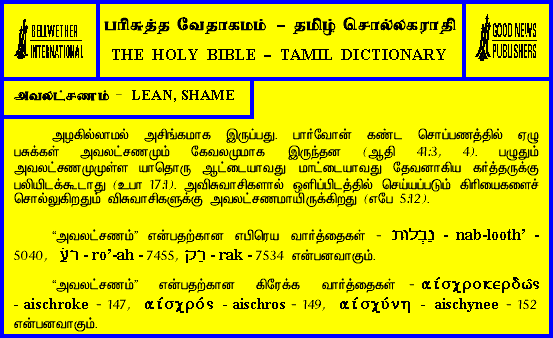 BELLWETHER
INTERNATIONAL
பரிசுத்த வேதாகமம் – தமிழ் சொல்லகராதி
THE HOLY BIBLE – TAMIL DICTIONARY
GOOD NEWS
PUBLISHERS
அவலட்சணம் – LEAN, SHAME
அழகில்லாமல் அசிங்கமாக இருப்பது. பார்வோன் கண்ட சொப்பணத்தில் ஏழு
பசுக்கள் அவலட்சணமும் கேவலமுமாக இருந்தன (ஆதி 41:3, 4). பழுதும்
அவலட்சணமுமுள்ள யாதொரு ஆட்டையாவது மாட்டையாவது தேவனாகிய கர்த்தருக்கு
பலியிடக்கூடாது (உபா 17:1). அவிசுவாசிகளால் ஒளிப்பிடத்தில் செய்யப்படும் கிரியைகளைச்
சொல்லுகிறதும் விசுவாசிகளுக்கு அவலட்சணமாயிருக்கிறது (எபே 5:12).
“அவலட்சணம்” என்பதற்கான எபிரெய வார்த்தைகள் - נַבְלוּת - nab-looth’ -
5040, רֹעַ - ro’-ah - 7455, רַק - rak - 7534 என்பனவாகும்.
“அவலட்சணம்” என்பதற்கான கிரேக்க வார்த்தைகள் - αἰσχροκερδῶς
- aischroke - 147, αἰσχρός - aischros - 149, αἰσχύνη - aischynee - 152
என்பனவாகும்.